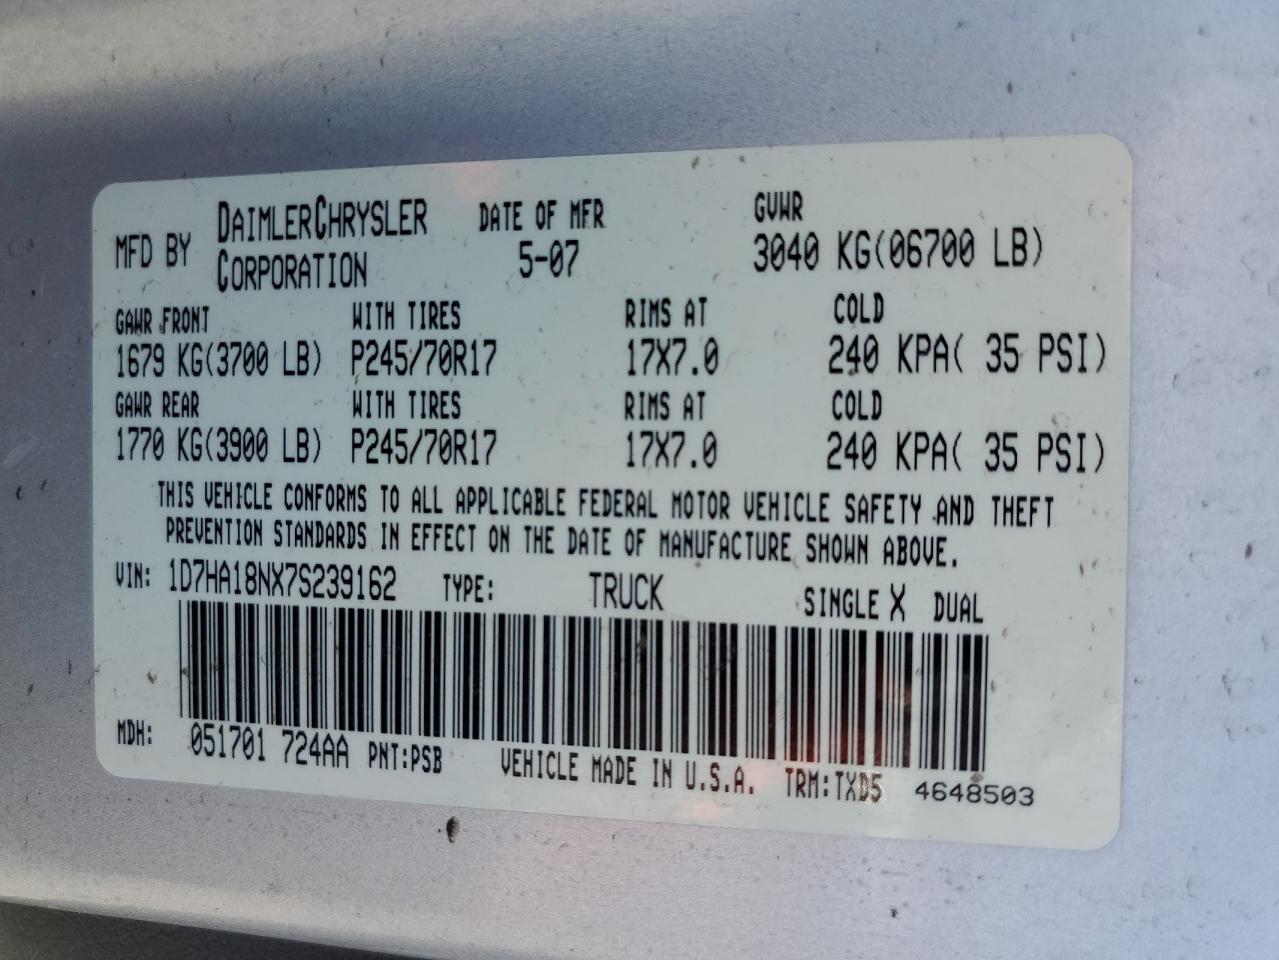 MFD BY DAIMLERCHRYSLER CORPORATION DATE OF MFR 5-07 GVWR 3040 KG(06700 LB)
GAWR FRONT WITH TIRES RIMS AT COLD
1679 KG(3700 LB) P245/70R17 17X7.0 240 KPA( 35 PSI)
GAWR REAR WITH TIRES RIMS AT COLD
1770 KG(3900 LB) P245/70R17 17X7.0 240 KPA( 35 PSI)
THIS VEHICLE CONFORMS TO ALL APPLICABLE FEDERAL MOTOR VEHICLE SAFETY AND THEFT
PREVENTION STANDARDS IN EFFECT ON THE DATE OF MANUFACTURE SHOWN ABOVE.
VIN: 1D7HA18NX7S239162 TYPE: TRUCK SINGLE X DUAL
MDH: 051701 724AA PNT:PSB VEHICLE MADE IN U.S.A. TRM:TXD5 4648503